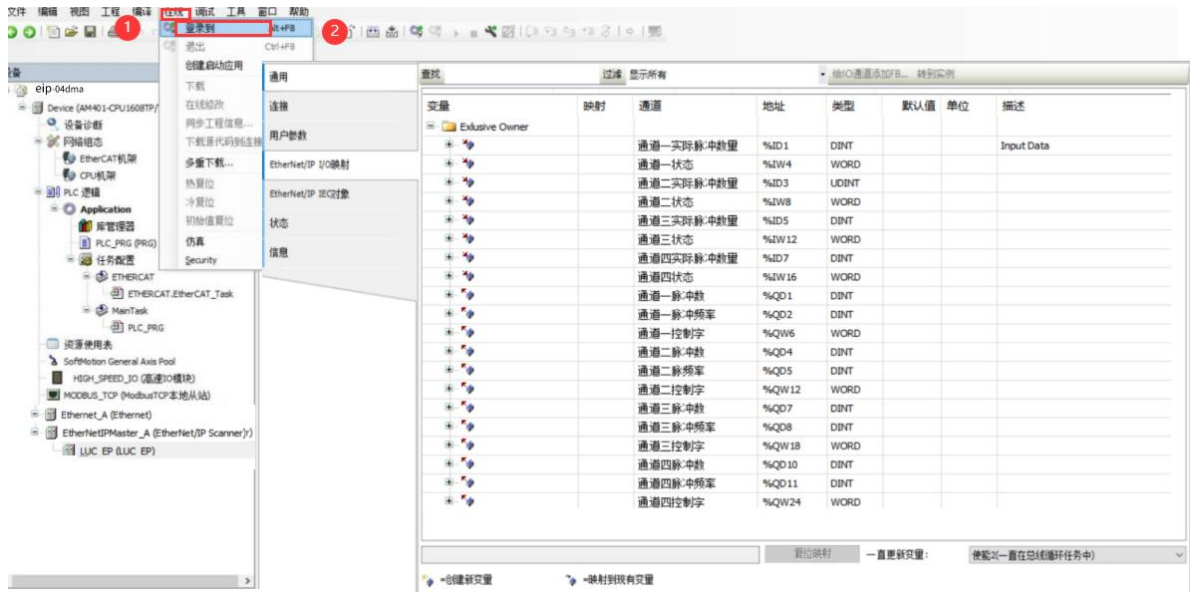 文件 编辑 视图 工程 编译 在线 调试 工具 窗口 帮助
1
登录到 Alt+F8
2
退出 Ctrl+F8
创建启动应用
下载
在线修改
同步工程信息...
下载源代码到连接
多重下载...
热复位
冷复位
初始值复位
仿真
Security
设备
eip-04dma
Device (AM401-CPU1608TP/
设备诊断
网络组态
EtherCAT机架
CPU机架
PLC 逻辑
Application
库管理器
PLC_PRG (PRG)
任务配置
ETHERCAT
ETHERCAT.EtherCAT_Task
MainTask
PLC_PRG
资源使用表
SoftMotion General Axis Pool
HIGH_SPEED_IO (高速IO模块)
MODBUS_TCP (ModbusTCP本地从站)
Ethernet_A (Ethernet)
EtherNetIPMaster_A (EtherNet/IP Scanner)r)
LUC_EP (LUC_EP)
通用
连接
用户参数
EtherNet/IP I/O映射
EtherNet/IP IEC对象
状态
信息
查找 过滤 显示所有 给IO通道添加FB... 转到实例
变量 映射 通道 地址 类型 默认值 单位 描述
Exlusive Owner
通道一实际脉冲数量 %ID1 DINT Input Data
通道一状态 %IW4 WORD
通道二实际脉冲数量 %ID3 UDINT
通道二状态 %IW8 WORD
通道三实际脉冲数量 %ID5 DINT
通道三状态 %IW12 WORD
通道四实际脉冲数量 %ID7 DINT
通道四状态 %IW16 WORD
通道一脉冲数 %QD1 DINT
通道一脉冲频率 %QD2 DINT
通道一控制字 %QW6 WORD
通道二脉冲数 %QD4 DINT
通道二脉频率 %QD5 DINT
通道二控制字 %QW12 WORD
通道三脉冲数 %QD7 DINT
通道三脉冲频率 %QD8 DINT
通道三控制字 %QW18 WORD
通道四脉冲数 %QD10 DINT
通道四脉冲频率 %QD11 DINT
通道四控制字 %QW24 WORD
复位映射 一直更新变量: 使能2(一直在总线循环任务中)
=创建新变量 =映射到现有变量